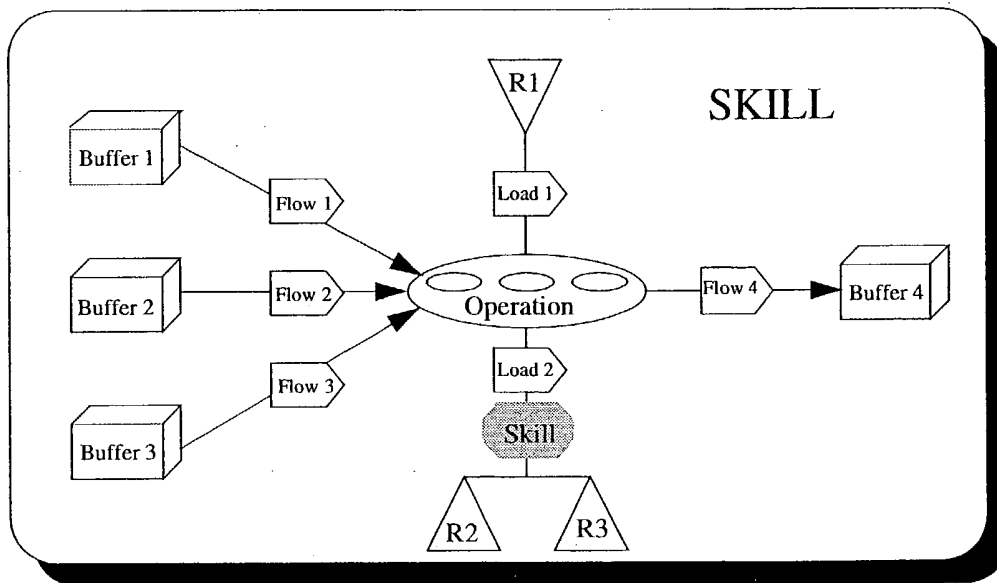 SKILL
R1
Buffer 1
Flow 1
Load 1
Buffer 2
Flow 2
Operation
Flow 4
Buffer 4
Load 2
Flow 3
Buffer 3
Skill
R2
R3